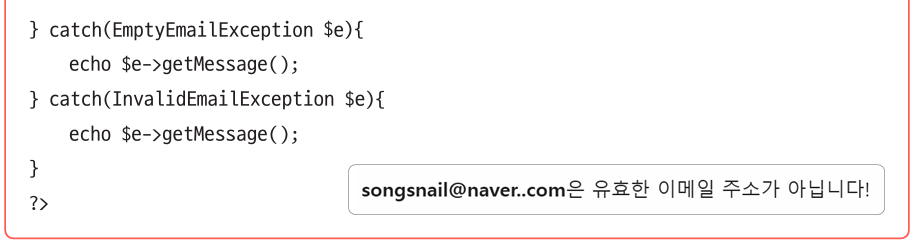 } catch(EmptyEmailException $e){
    echo $e->getMessage();
} catch(InvalidEmailException $e){
    echo $e->getMessage();
}
songsnail@naver..com은 유효한 이메일 주소가 아닙니다!
?>